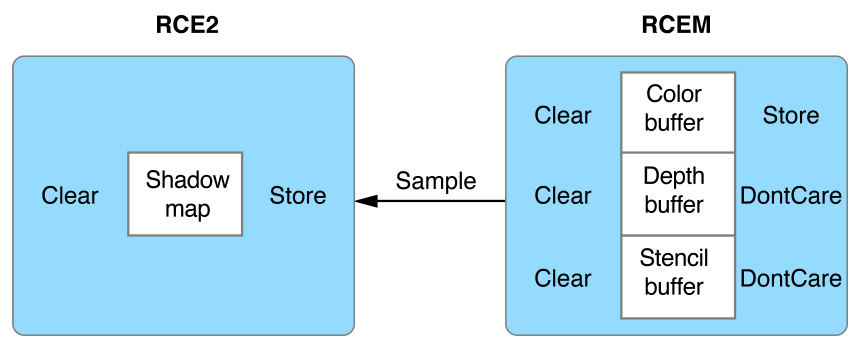 RCE2
RCEM
Clear
Shadow
map
Store
Sample
Clear
Color
buffer
Store
Clear
Depth
buffer
DontCare
Clear
Stencil
buffer
DontCare